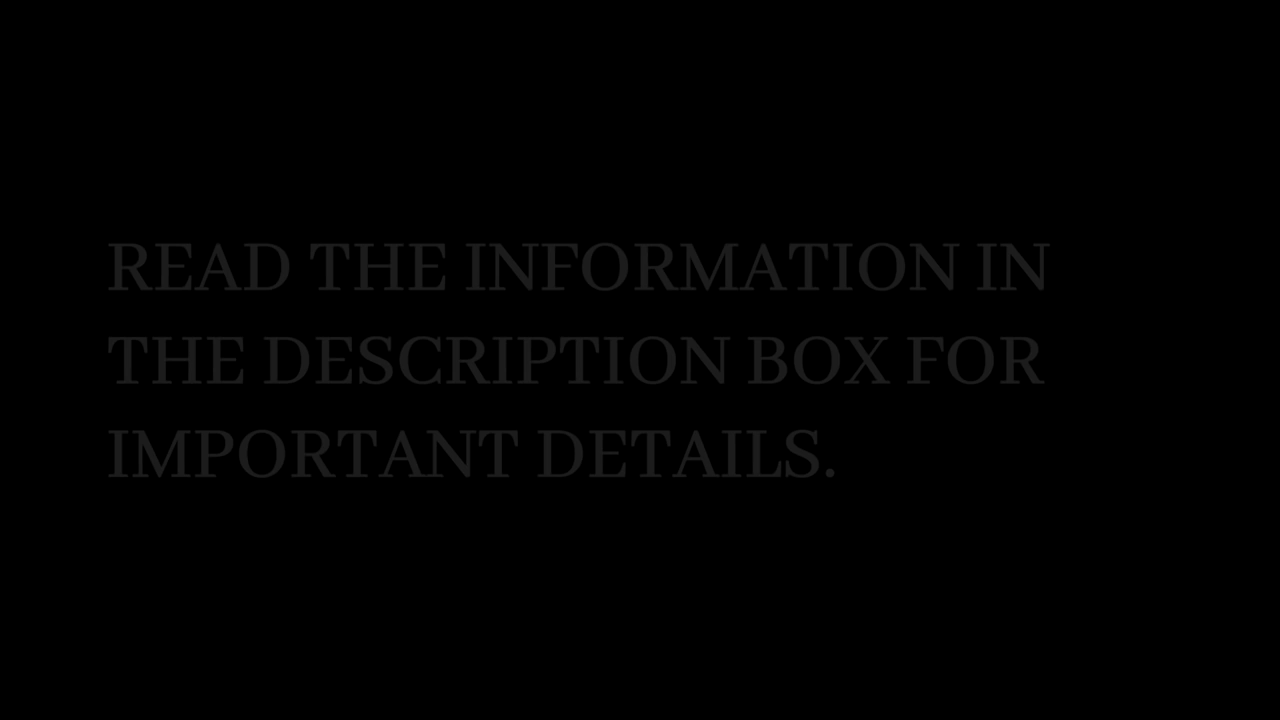 READ THE INFORMATION IN
THE DESCRIPTION BOX FOR
IMPORTANT DETAILS.